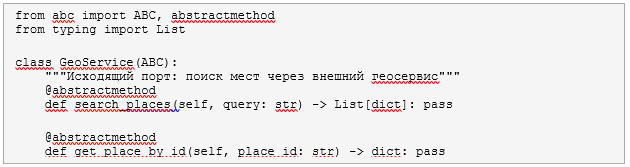 from abc import ABC, abstractmethod
from typing import List

class GeoService(ABC):
    """Исходящий порт: поиск мест через внешний геосервис"""
    @abstractmethod
    def search_places(self, query: str) -> List[dict]: pass

    @abstractmethod
    def get_place_by_id(self, place_id: str) -> dict: pass